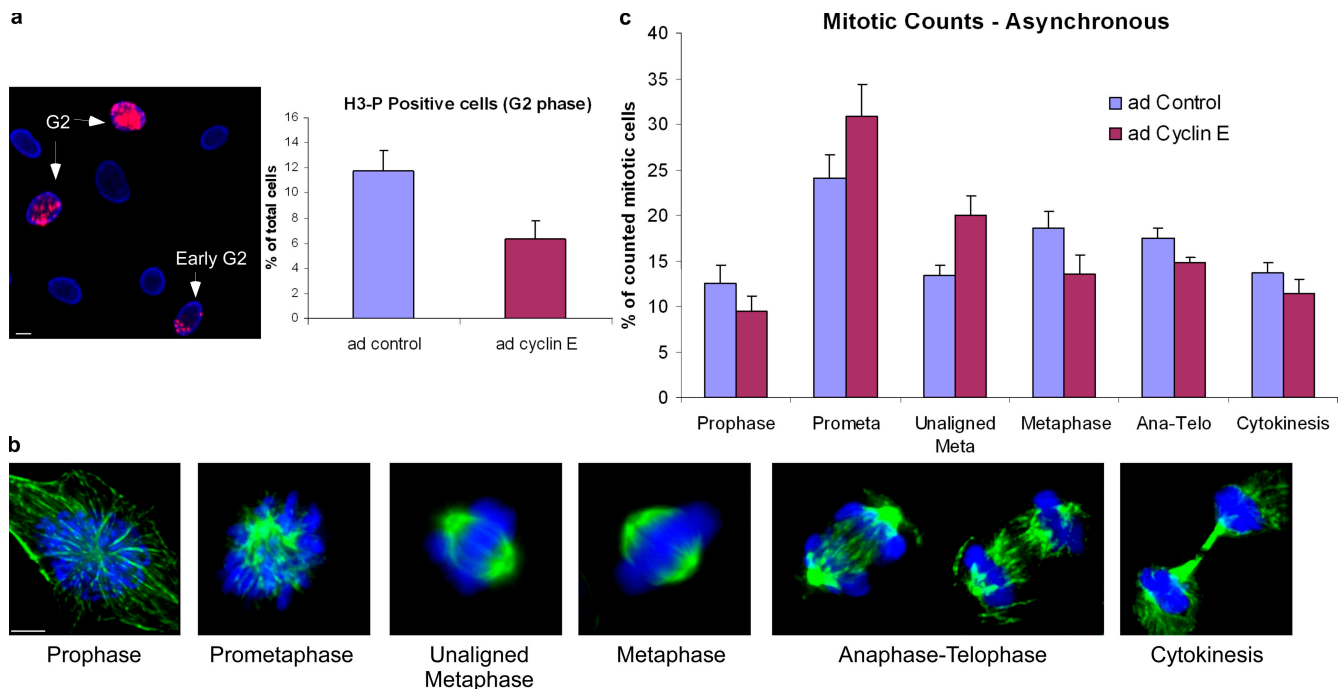 a
G2
Early G2
H3-P Positive cells (G2 phase)
% of total cells
16
14
12
10
8
6
4
2
0
ad control
ad cyclin E
c
Mitotic Counts - Asynchronous
% of counted mitotic cells
40
35
30
25
20
15
10
5
0
ad Control
ad Cyclin E
Prophase
Prometa
Unaligned
Meta
Metaphase
Ana-Telo
Cytokinesis
b
Prophase
Prometaphase
Unaligned
Metaphase
Metaphase
Anaphase-Telophase
Cytokinesis